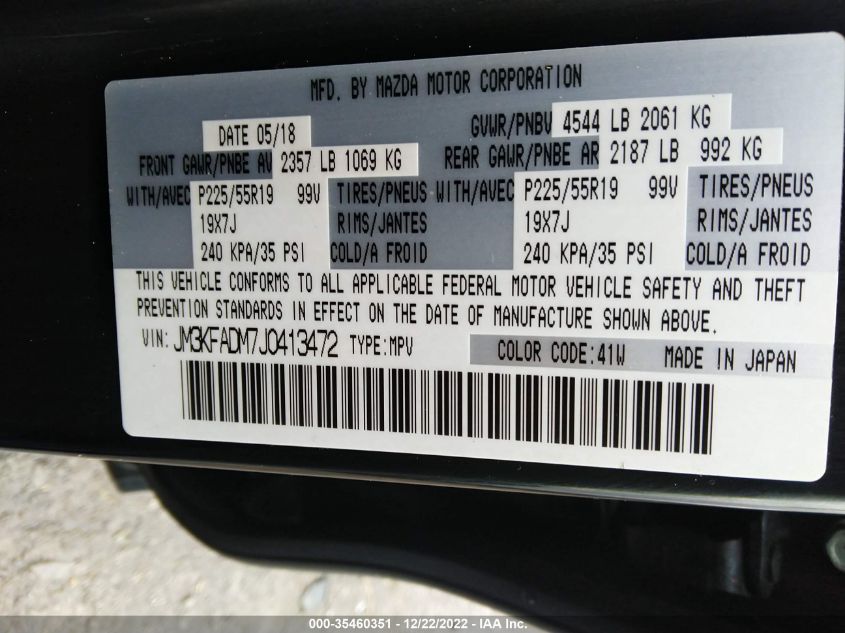 MFD. BY MAZDA MOTOR CORPORATION
DATE 05/18 GVWR/PNBV 4544 LB 2061 KG
FRONT GAWR/PNBE AV 2357 LB 1069 KG REAR GAWR/PNBE AR 2187 LB 992 KG
WITH/AVEC P225/55R19 99V TIRES/PNEUS WITH/AVEC P225/55R19 99V TIRES/PNEUS
19X7J RIMS/JANTES 19X7J RIMS/JANTES
240 KPA/35 PSI COLD/A FROID 240 KPA/35 PSI COLD/A FROID
THIS VEHICLE CONFORMS TO ALL APPLICABLE FEDERAL MOTOR VEHICLE SAFETY AND THEFT
PREVENTION STANDARDS IN EFFECT ON THE DATE OF MANUFACTURE SHOWN ABOVE.
VIN: JM3KFADM7J0413472 TYPE:MPV COLOR CODE:41W MADE IN JAPAN
000-35460351 - 12/22/2022 - IAA Inc.